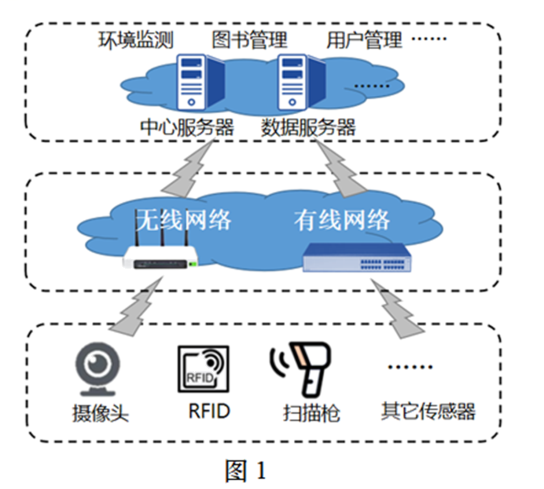 环境监测 图书管理 用户管理 ······
······
中心服务器 数据服务器
无线网络 有线网络
RFID
······
摄像头 RFID 扫描枪 其它传感器
图 1